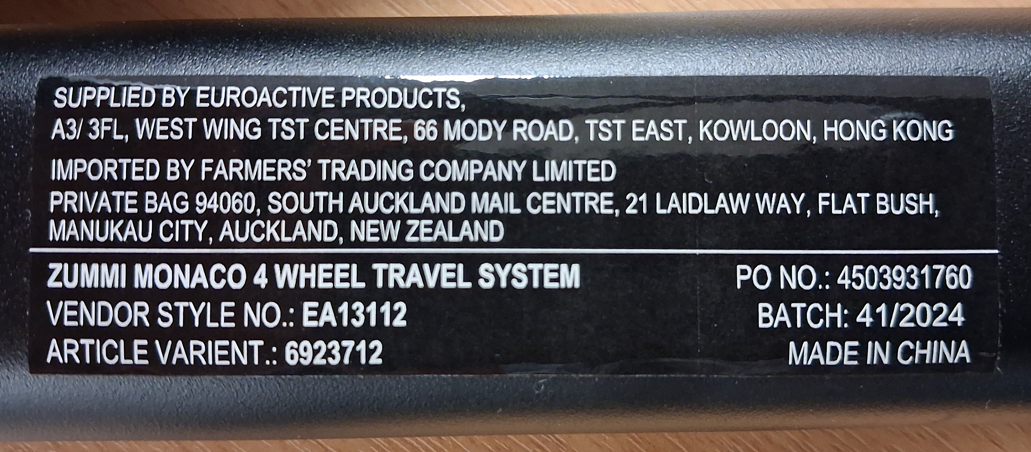 SUPPLIED BY EUROACTIVE PRODUCTS,
A3/ 3FL, WEST WING TST CENTRE, 66 MODY ROAD, TST EAST, KOWLOON, HONG KONG
IMPORTED BY FARMERS' TRADING COMPANY LIMITED
PRIVATE BAG 94060, SOUTH AUCKLAND MAIL CENTRE, 21 LAIDLAW WAY, FLAT BUSH,
MANUKAU CITY, AUCKLAND, NEW ZEALAND
ZUMMI MONACO 4 WHEEL TRAVEL SYSTEM
VENDOR STYLE NO.: EA13112
ARTICLE VARIENT.: 6923712
PO NO.: 4503931760
BATCH: 41/2024
MADE IN CHINA